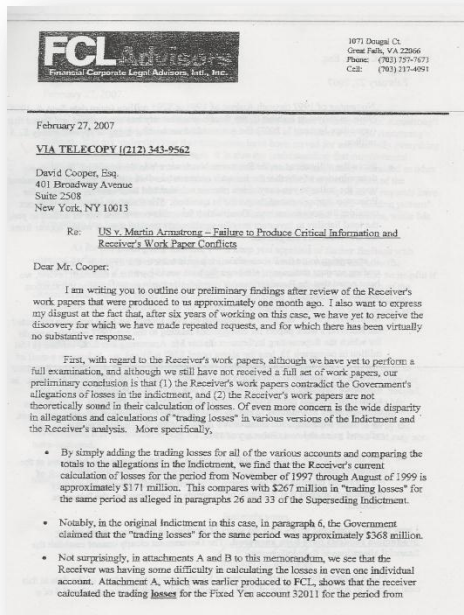 FCL Advisors
Financial Corporate Legal Advisors, Intl., Inc.
1071 Dougal Ct.
Great Falls, VA 22066
Phone: (703) 757-7673
Cell: (703) 217-4091
February 27, 2007
VIA TELECOPY [(212) 343-9562
David Cooper, Esq.
401 Broadway Avenue
Suite 2508
New York, NY 10013
Re: US v. Martin Armstrong – Failure to Produce Critical Information and
Receiver's Work Paper Conflicts
Dear Mr. Cooper:
I am writing you to outline our preliminary findings after review of the Receiver's
work papers that were produced to us approximately one month ago. I also want to express
my disgust at the fact that, after six years of working on this case, we have yet to receive the
discovery for which we have made repeated requests, and for which there has been virtually
no substantive response.
First, with regard to the Receiver's work papers, although we have yet to perform a
full examination, and although we still have not received a full set of work papers, our
preliminary conclusion is that (1) the Receiver's work papers contradict the Government's
allegations of losses in the indictment, and (2) the Receiver's work papers are not
theoretically sound in their calculation of losses. Of even more concern is the wide disparity
in allegations and calculations of "trading losses" in various versions of the Indictment and
the Receiver's analysis. More specifically,
• By simply adding the trading losses for all of the various accounts and comparing the
totals to the allegations in the Indictment, we find that the Receiver's current
calculation of losses for the period from November of 1997 through August of 1999 is
approximately $171 million. This compares with $267 million in "trading losses" for
the same period as alleged in paragraphs 26 and 33 of the Superseding Indictment.
• Notably, in the original Indictment in this case, in paragraph 6, the Government
claimed that the "trading losses" for the same period was approximately $368 million.
• Not surprisingly, in attachments A and B to this memorandum, we see that the
Receiver was having some difficulty in calculating the losses in even one individual
account. Attachment A, which was earlier produced to FCL, shows that the receiver
calculated the trading losses for the Fixed Yen account 32011 for the period from